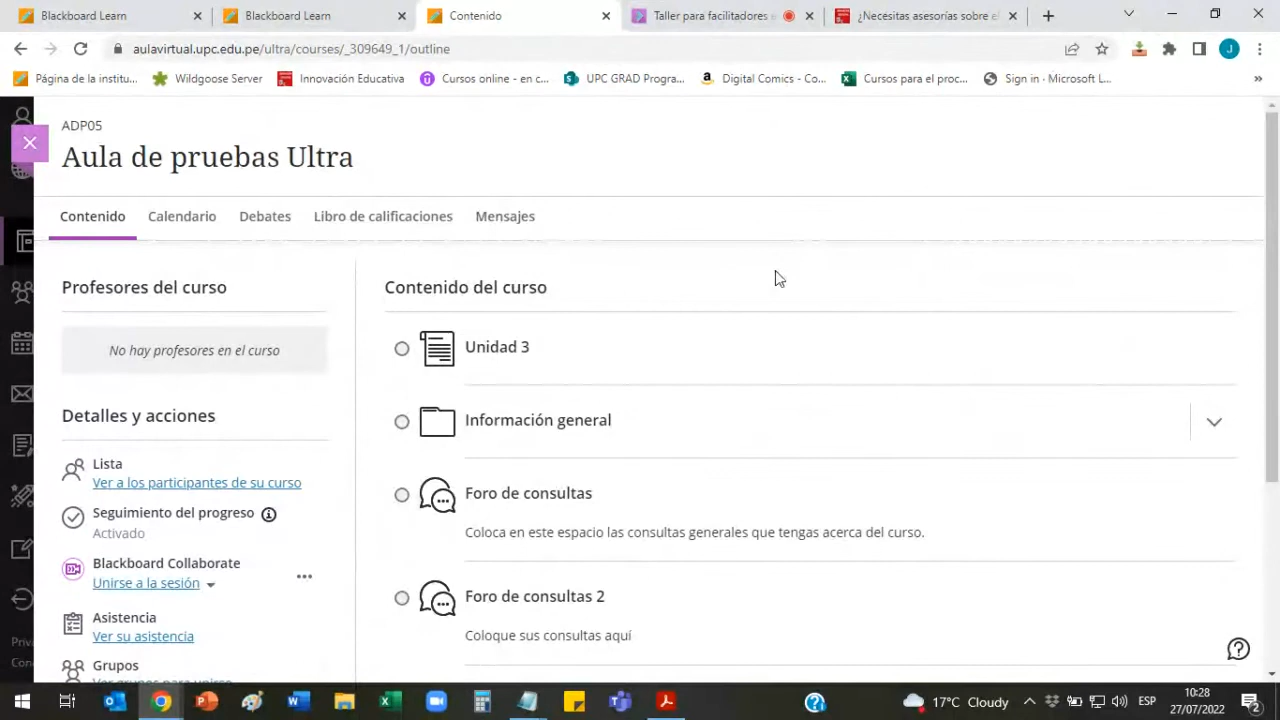 Blackboard Learn
Blackboard Learn
Contenido
Taller para facilitadores
¿Necesitas asesorías sobre el
aulavirtual.upc.edu.pe/ultra/courses/_309649_1/outline
J
Página de la institu...
Wildgoose Server
Innovación Educativa
Cursos online - en c...
UPC GRAD Progra...
Digital Comics - Co...
Cursos para el proc...
Sign in - Microsoft L...
»
ADP05
Aula de pruebas Ultra
Contenido
Calendario
Debates
Libro de calificaciones
Mensajes
Profesores del curso
No hay profesores en el curso
Detalles y acciones
Lista
Ver a los participantes de su curso
Seguimiento del progreso
Activado
Blackboard Collaborate
Unirse a la sesión
Asistencia
Ver su asistencia
Grupos
Ver grupos para unirse
Contenido del curso
Unidad 3
Información general
Foro de consultas
Coloca en este espacio las consultas generales que tengas acerca del curso.
Foro de consultas 2
Coloque sus consultas aquí
Priv
17°C Cloudy
ESP
10:28
27/07/2022
2